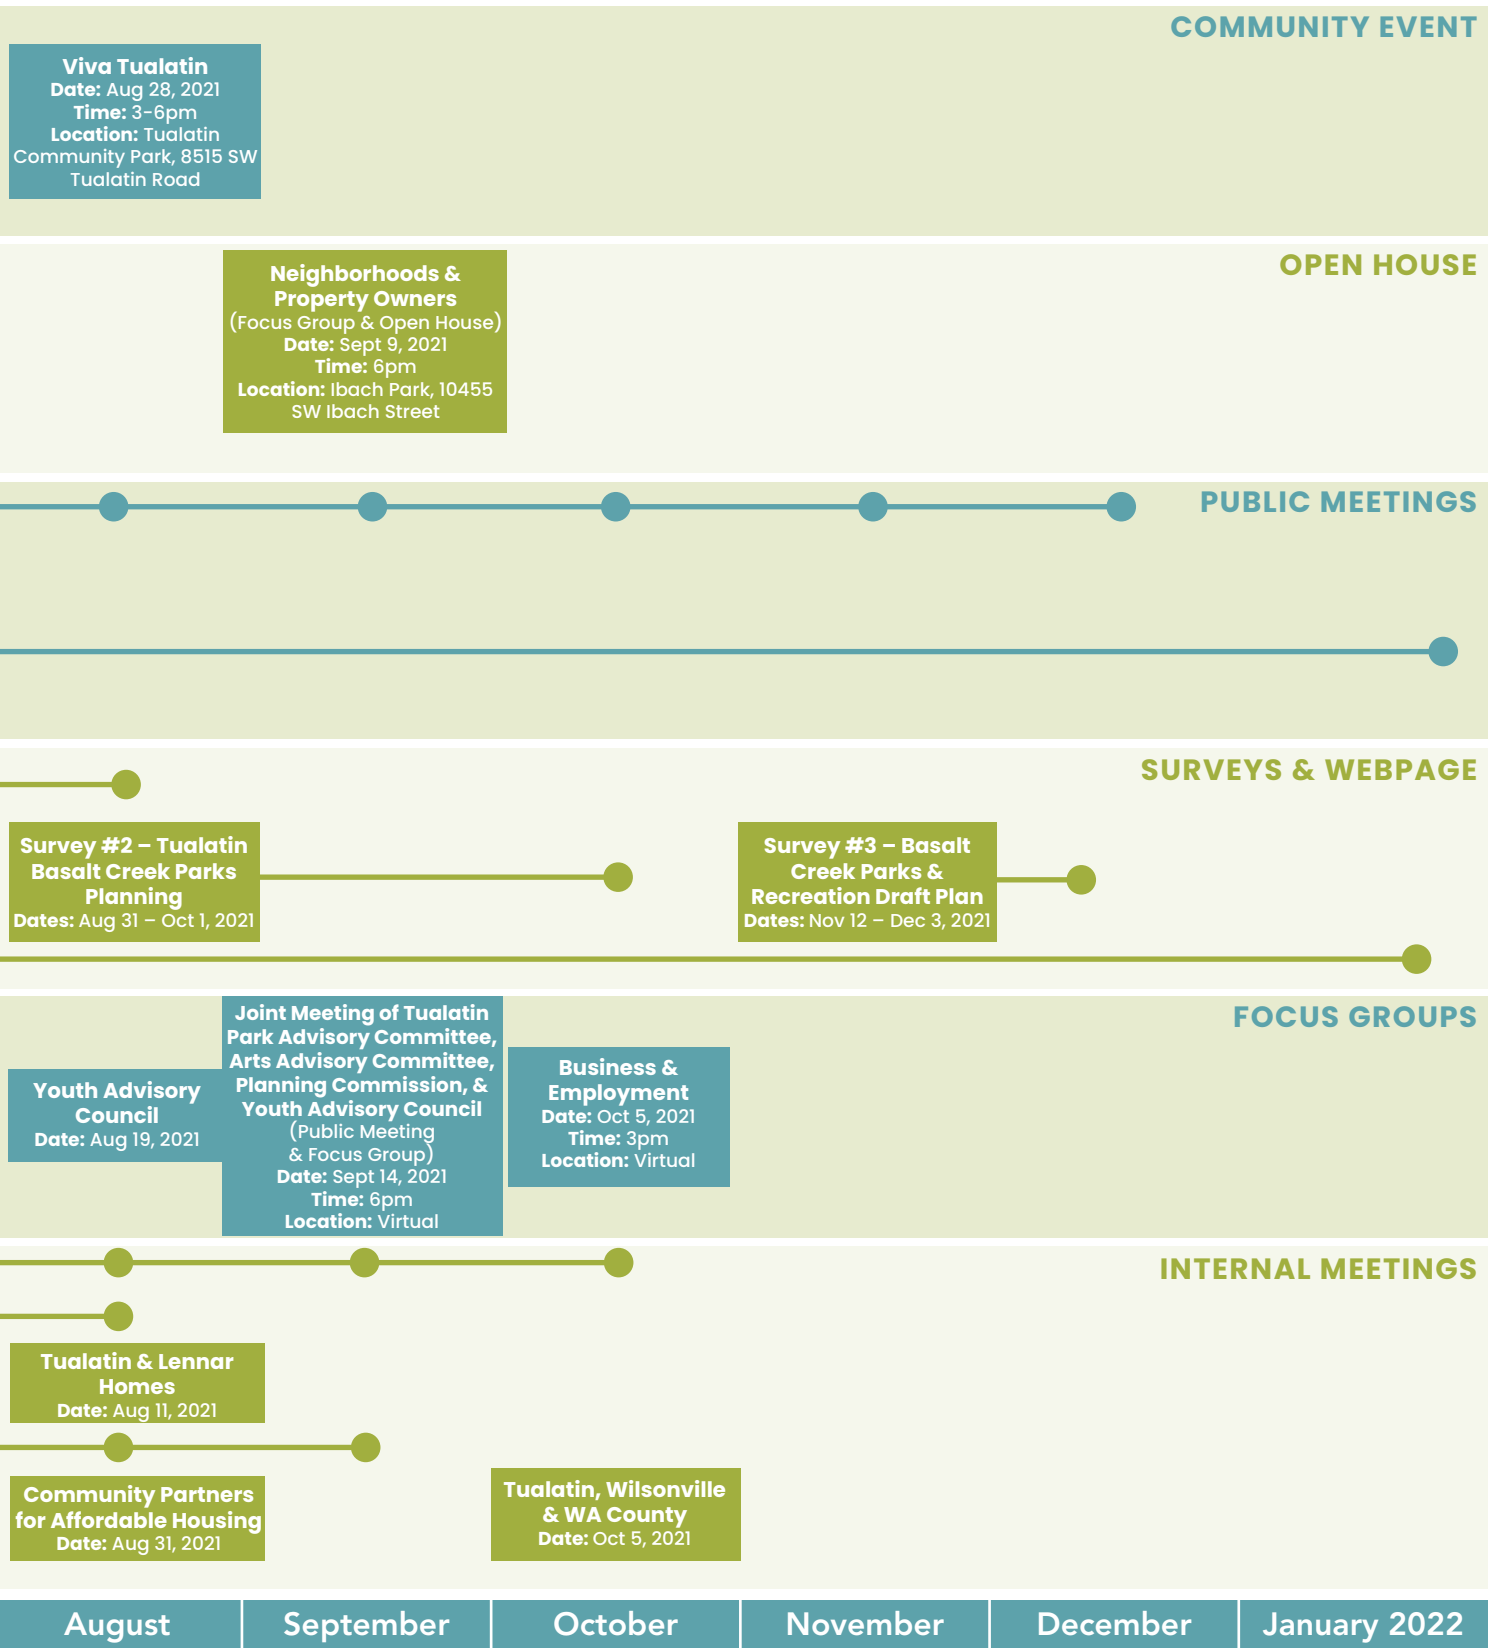 COMMUNITY EVENT
Viva Tualatin
Date: Aug 28, 2021
Time: 3-6pm
Location: Tualatin
Community Park, 8515 SW
Tualatin Road
OPEN HOUSE
Neighborhoods &
Property Owners
(Focus Group & Open House)
Date: Sept 9, 2021
Time: 6pm
Location: Ibach Park, 10455
SW Ibach Street
PUBLIC MEETINGS
SURVEYS & WEBPAGE
Survey #2 – Tualatin
Basalt Creek Parks
Planning
Dates: Aug 31 – Oct 1, 2021
Survey #3 – Basalt
Creek Parks &
Recreation Draft Plan
Dates: Nov 12 – Dec 3, 2021
FOCUS GROUPS
Youth Advisory
Council
Date: Aug 19, 2021
Joint Meeting of Tualatin
Park Advisory Committee,
Arts Advisory Committee,
Planning Commission, &
Youth Advisory Council
(Public Meeting
& Focus Group)
Date: Sept 14, 2021
Time: 6pm
Location: Virtual
Business &
Employment
Date: Oct 5, 2021
Time: 3pm
Location: Virtual
INTERNAL MEETINGS
Tualatin & Lennar
Homes
Date: Aug 11, 2021
Community Partners
for Affordable Housing
Date: Aug 31, 2021
Tualatin, Wilsonville
& WA County
Date: Oct 5, 2021
August
September
October
November
December
January 2022